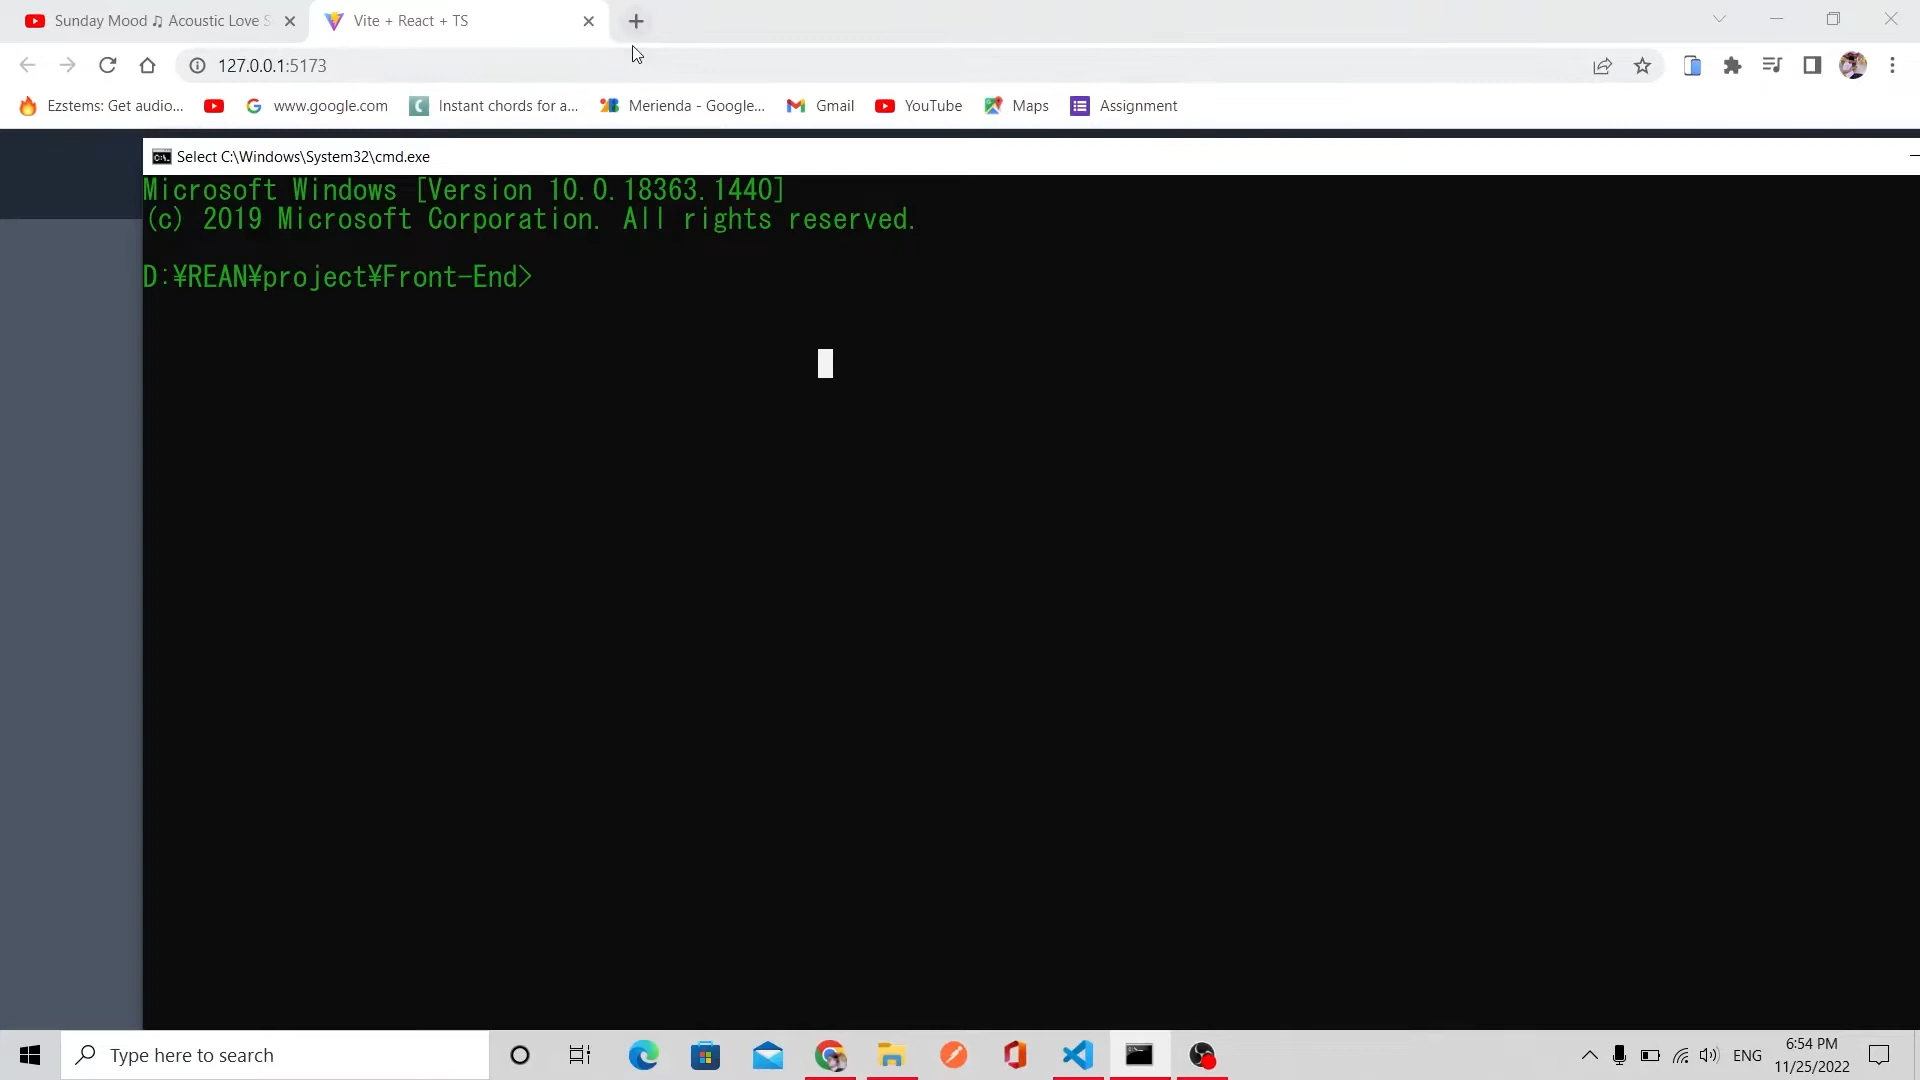 Sunday Mood ♫ Acoustic Love S
Vite + React + TS
127.0.0.1:5173
Ezstems: Get audio...
www.google.com
Instant chords for a...
Merienda - Google...
Gmail
YouTube
Maps
Assignment
Select C:\Windows\System32\cmd.exe
Microsoft Windows [Version 10.0.18363.1440]
(c) 2019 Microsoft Corporation. All rights reserved.
D:¥REAN¥project¥Front-End>
Type here to search
ENG
6:54 PM
11/25/2022